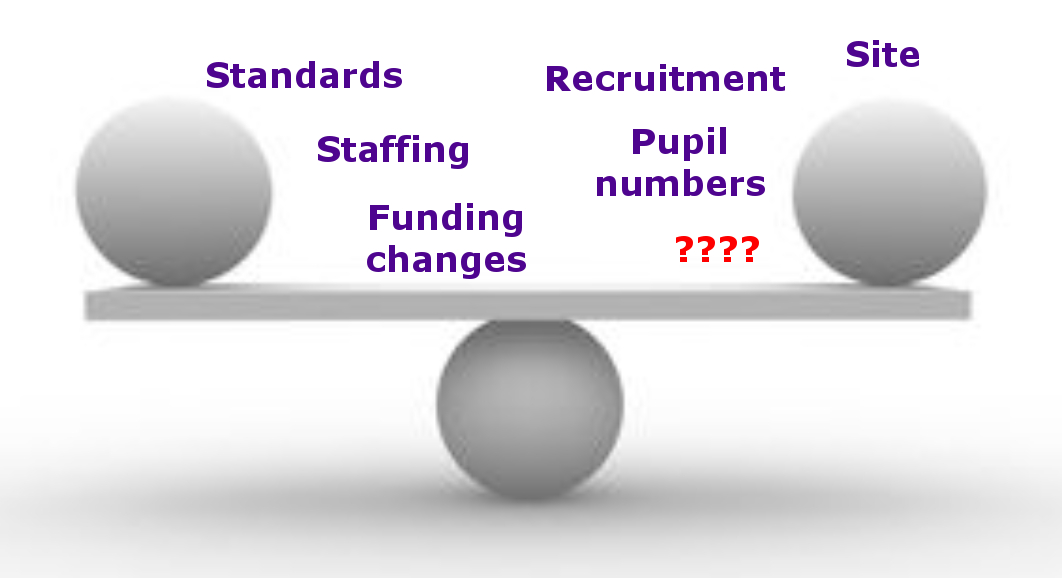 Site
Standards
Recruitment
Staffing
Pupil
numbers
Funding
changes
????